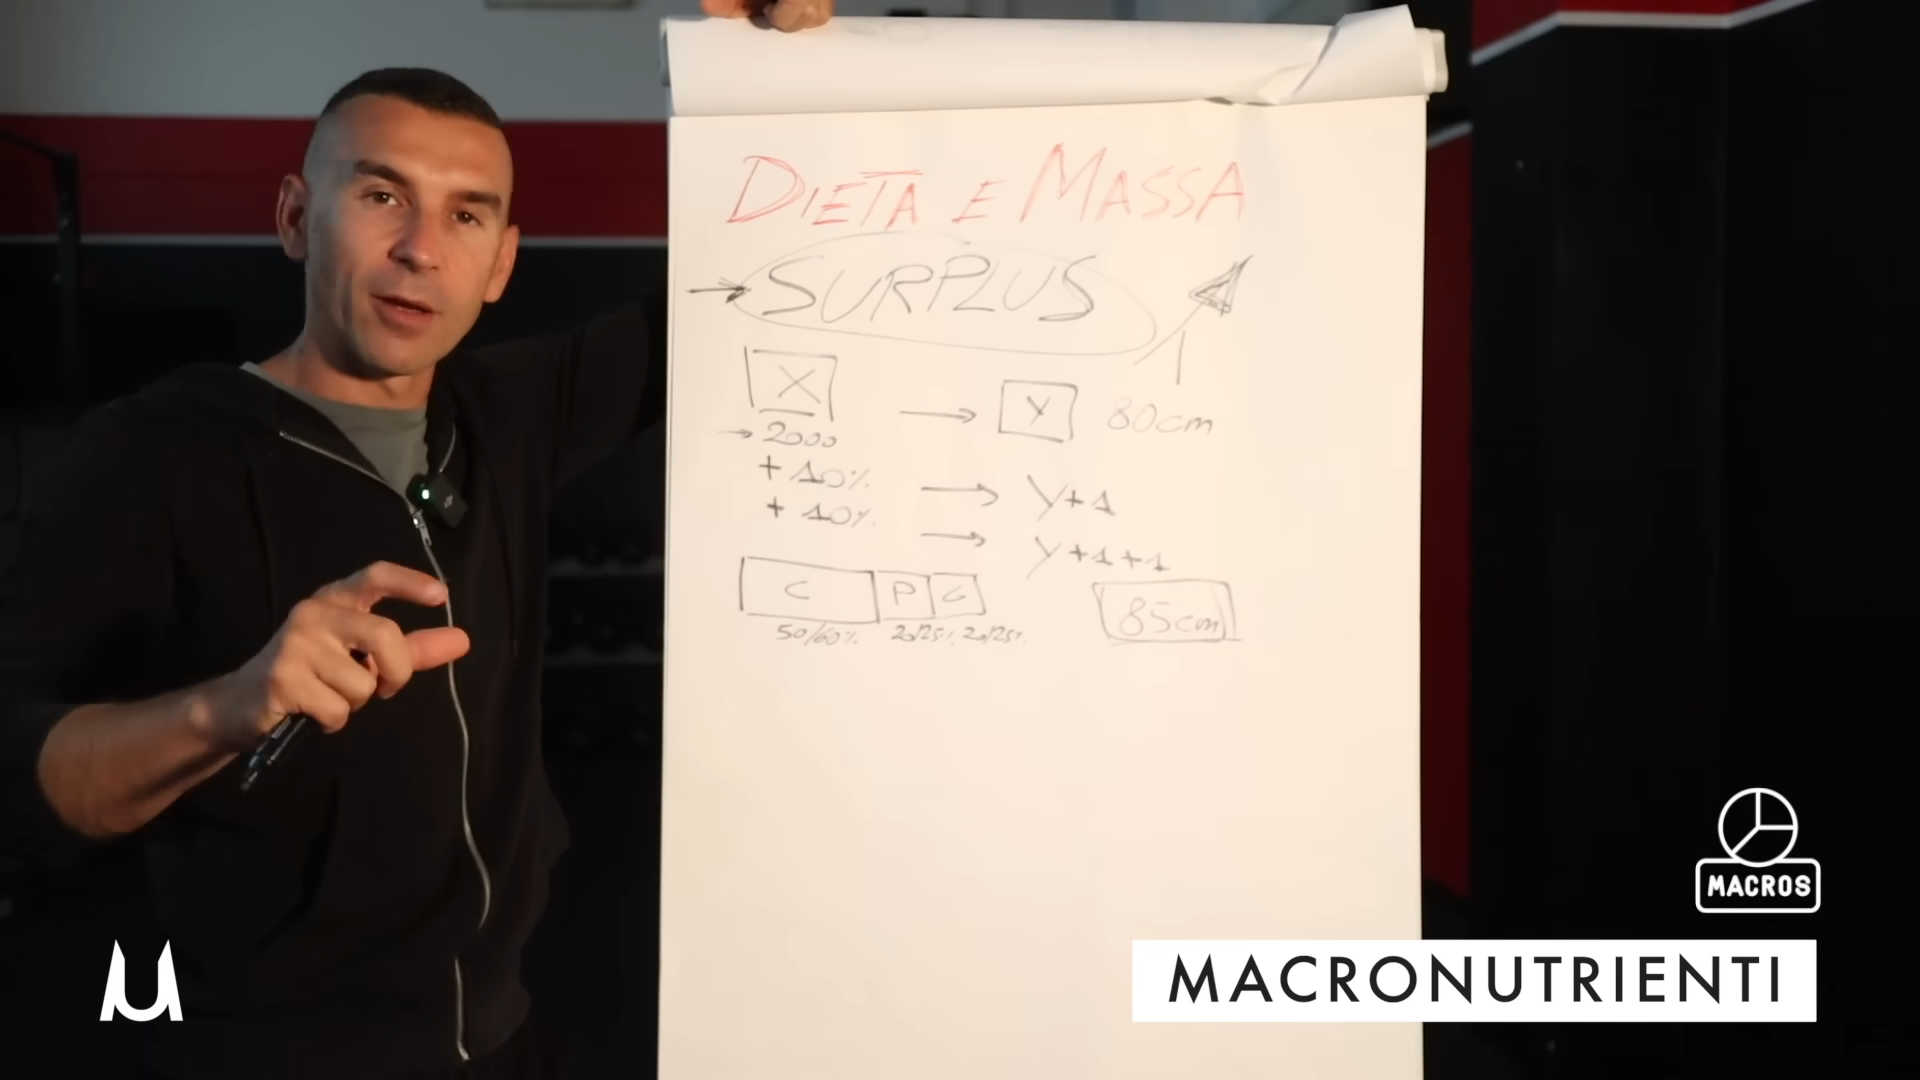 DIETA E MASSA
→ SURPLUS
X → Y 80cm
→ 2000
+ 10% → Y+1
+ 10% → Y+1+1
C P G
50/60% 20/25% 20/25%
85cm
MACROS
MACRONUTRIENTI